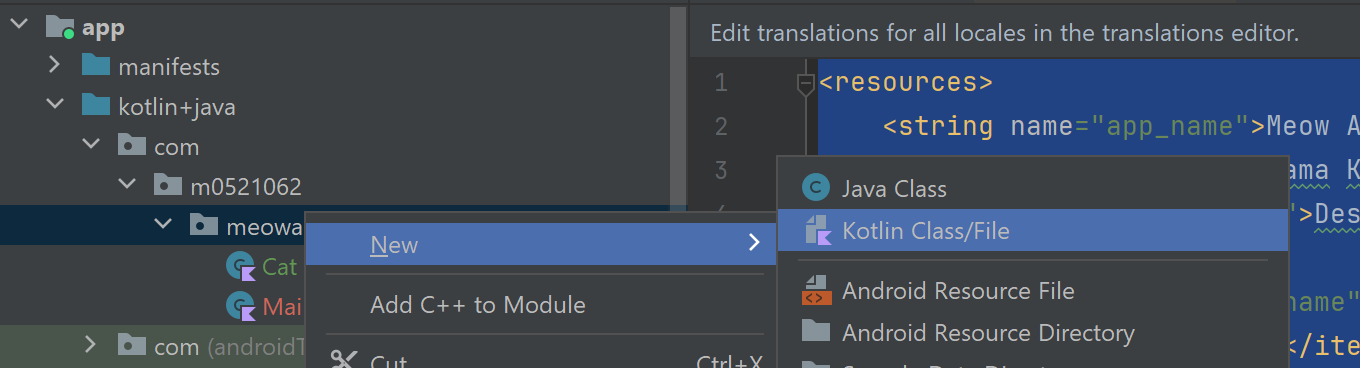 app
manifests
kotlin+java
com
m0521062
meowa
Cat
Mai
com (androidT
Edit translations for all locales in the translations editor.
1 <resources>
2 <string name="app_name">Meow A
3 ama K
">Des
name"
</ite
New
Add C++ to Module
Cut Ctrl+X
Java Class
Kotlin Class/File
Android Resource File
Android Resource Directory